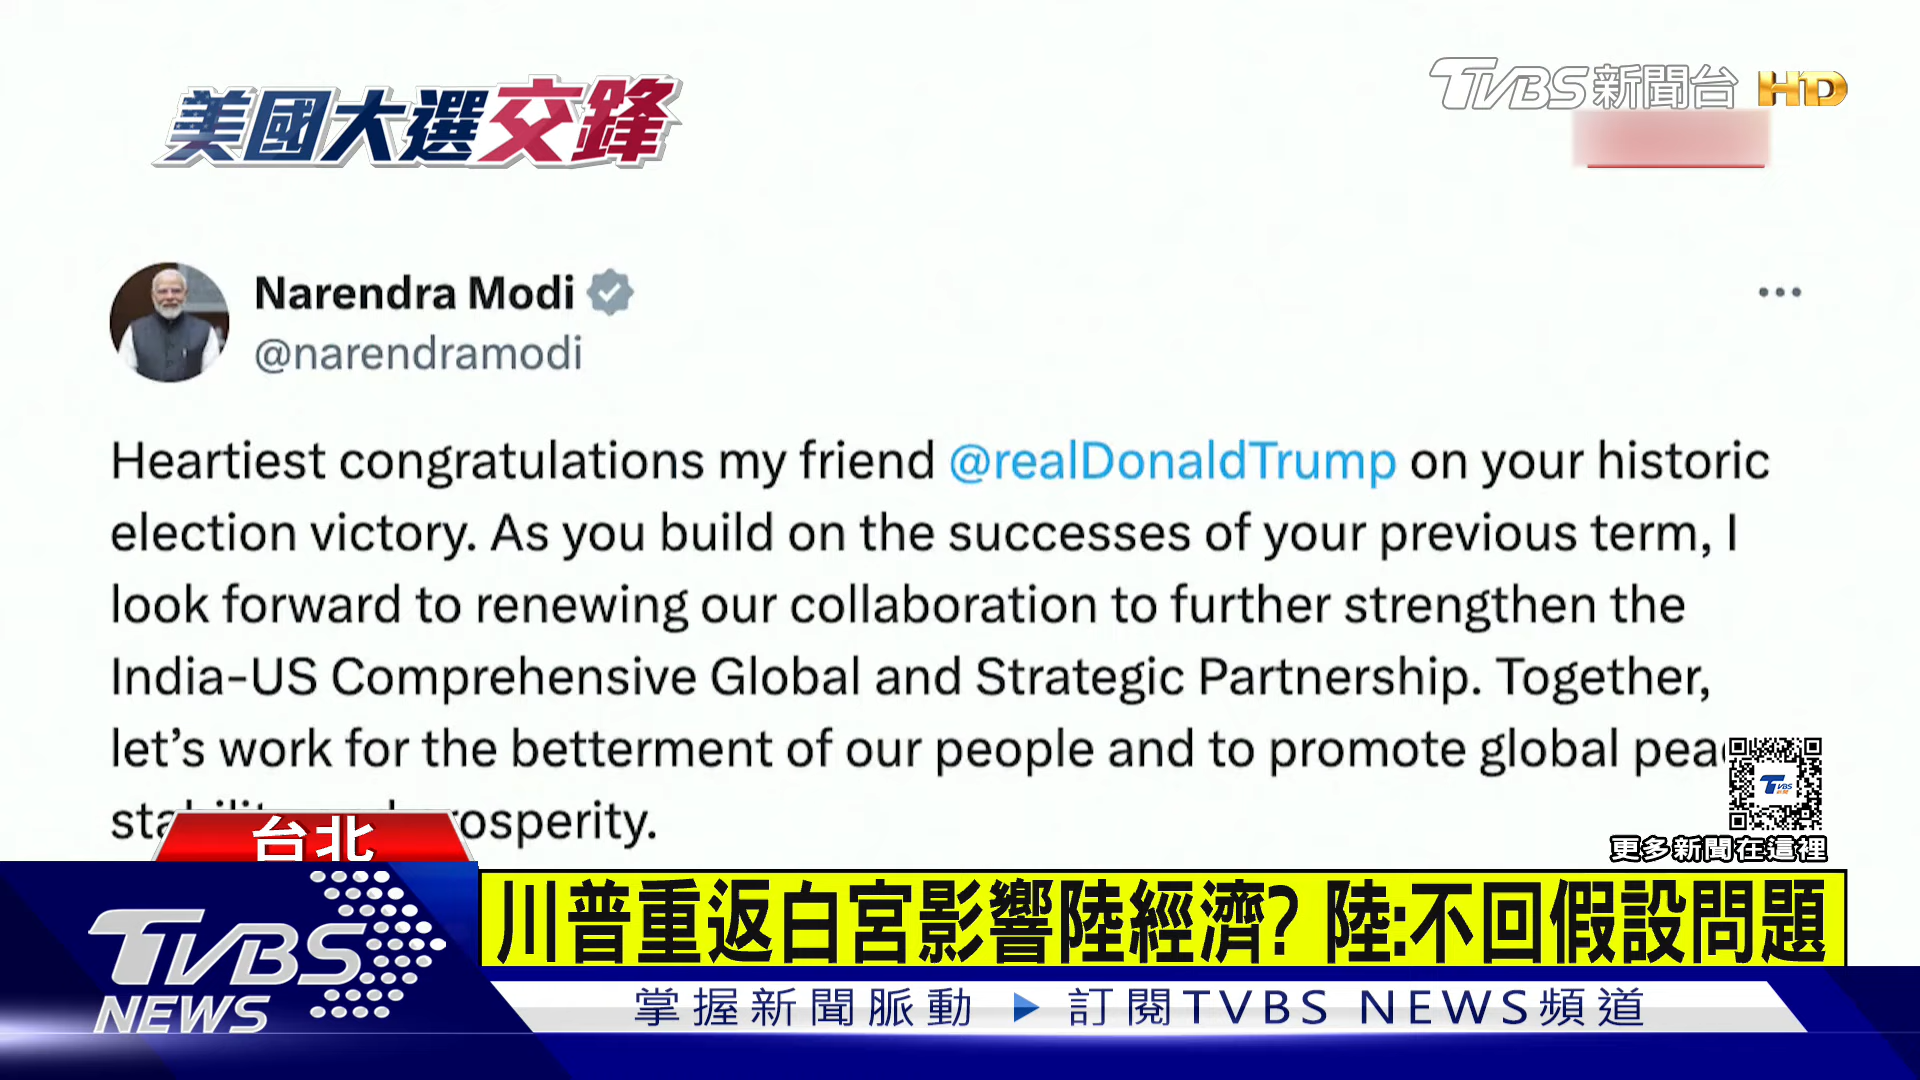 美國大選交鋒
TVBS新聞台 HD
Narendra Modi
@narendramodi
Heartiest congratulations my friend @realDonaldTrump on your historic
election victory. As you build on the successes of your previous term, I
look forward to renewing our collaboration to further strengthen the
India-US Comprehensive Global and Strategic Partnership. Together,
let's work for the betterment of our people and to promote global
TVBS
更多新聞在這裡
台北
川普重返白宮影響陸經濟? 陸:不回假設問題
TVBS
NEWS
掌握新聞脈動 ▶ 訂閱TVBS NEWS頻道